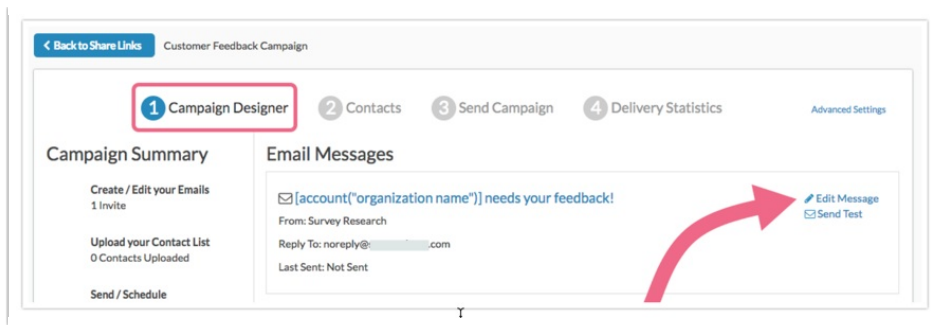 Back to Share Links Customer Feedback Campaign
1 Campaign Designer 2 Contacts 3 Send Campaign 4 Delivery Statistics Advanced Settings
Campaign Summary
Create / Edit your Emails
1 Invite
Upload your Contact List
0 Contacts Uploaded
Send / Schedule
Email Messages
[account("organization name")] needs your feedback!
From: Survey Research
Reply To: noreply@ .com
Last Sent: Not Sent
Edit Message
Send Test